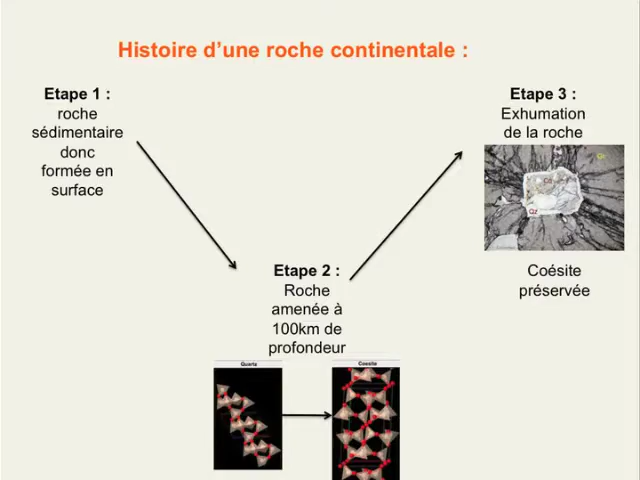 Histoire d'une roche continentale :
Etape 1 :
roche
sédimentaire
donc
formée en
surface
Etape 2 :
Roche
amenée à
100km de
profondeur
Quartz
Coesite
Etape 3 :
Exhumation
de la roche
Qz
Coésite
préservée